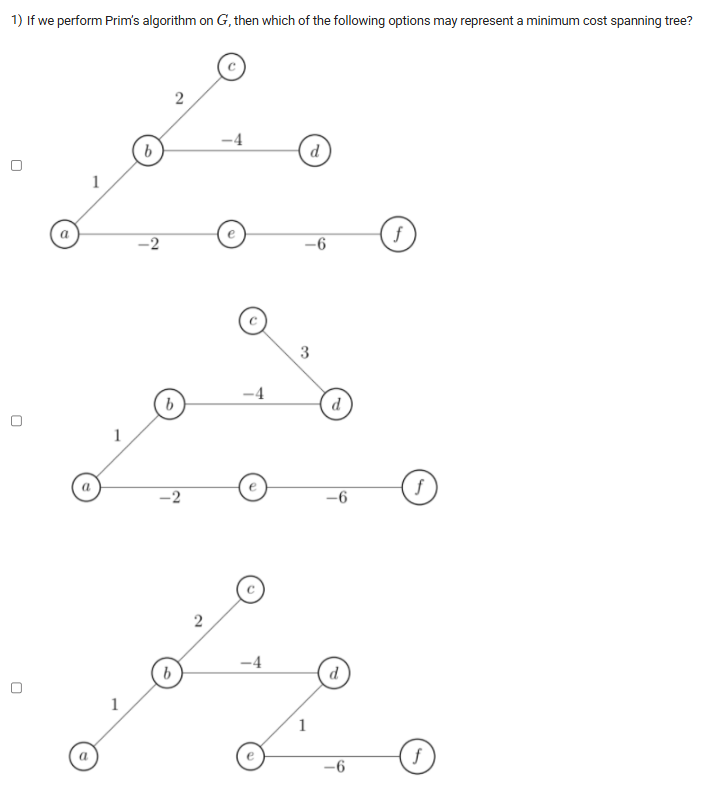 1) If we perform Prim's algorithm on G, then which of the following options may represent a minimum cost spanning tree?
c
2
b
−4
d
1
a
−2
e
−6
f
c
3
b
−4
d
1
a
−2
e
−6
f
c
2
b
−4
d
1
1
a
e
−6
f